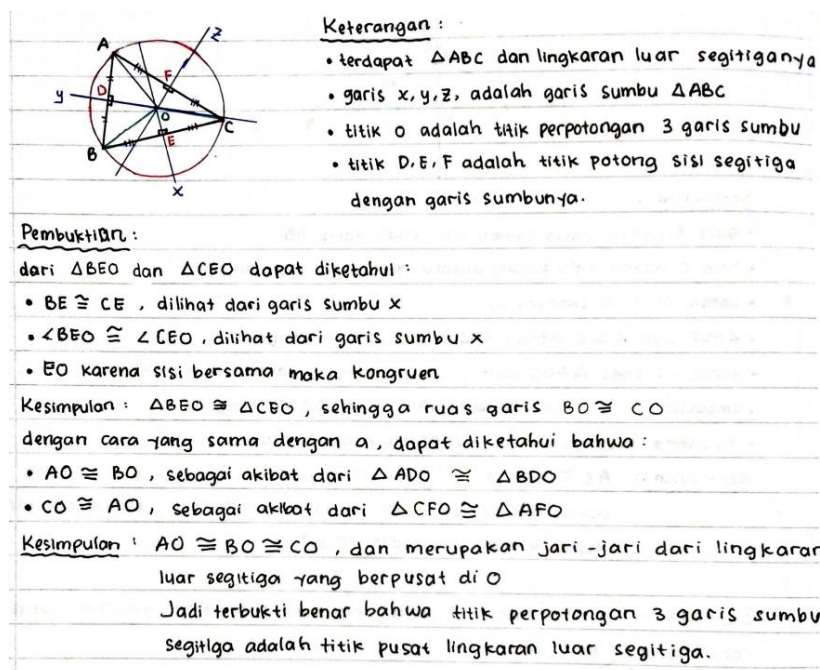 Keterangan :
• terdapat △ABC dan lingkaran luar segitiganya
• garis x, y, z, adalah garis sumbu △ABC
• titik O adalah titik perpotongan 3 garis sumbu
• titik D, E, F adalah titik potong sisi segitiga
dengan garis sumbunya.
A
z
F
D
y
O
C
B
E
x
Pembuktian :
dari △BEO dan △CEO dapat diketahui :
• BE ≅ CE , dilihat dari garis sumbu x
• ∠BEO ≅ ∠CEO , dilihat dari garis sumbu x
• EO karena sisi bersama maka kongruen
Kesimpulan : △BEO ≅ △CEO , sehingga ruas garis BO ≅ CO
dengan cara yang sama dengan a, dapat diketahui bahwa :
• AO ≅ BO , sebagai akibat dari △ADO ≅ △BDO
• CO ≅ AO , sebagai akibat dari △CFO ≅ △AFO
Kesimpulan : AO ≅ BO ≅ CO , dan merupakan jari-jari dari lingkaran
luar segitiga yang berpusat di O
Jadi terbukti benar bahwa titik perpotongan 3 garis sumbu
segitiga adalah titik pusat lingkaran luar segitiga.